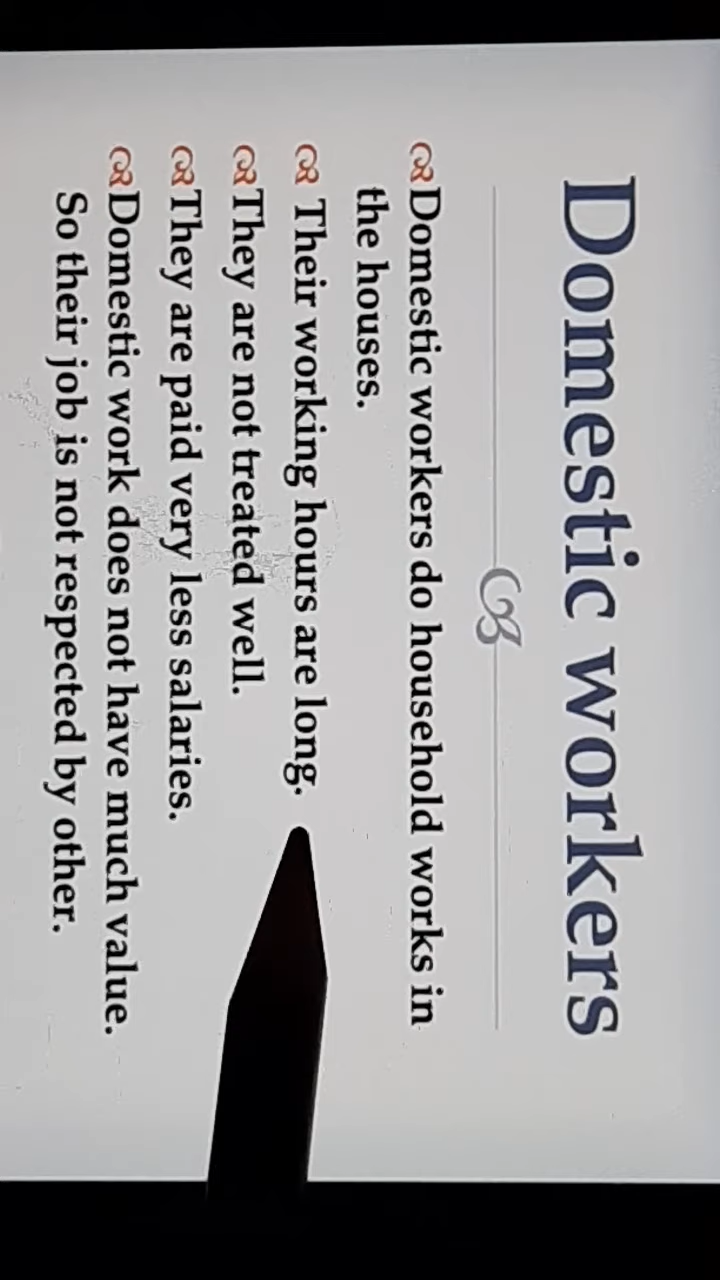 Domestic workers
Domestic workers do household works in
the houses.
Their working hours are long.
They are not treated well.
They are paid very less salaries.
Domestic work does not have much value.
So their job is not respected by other.